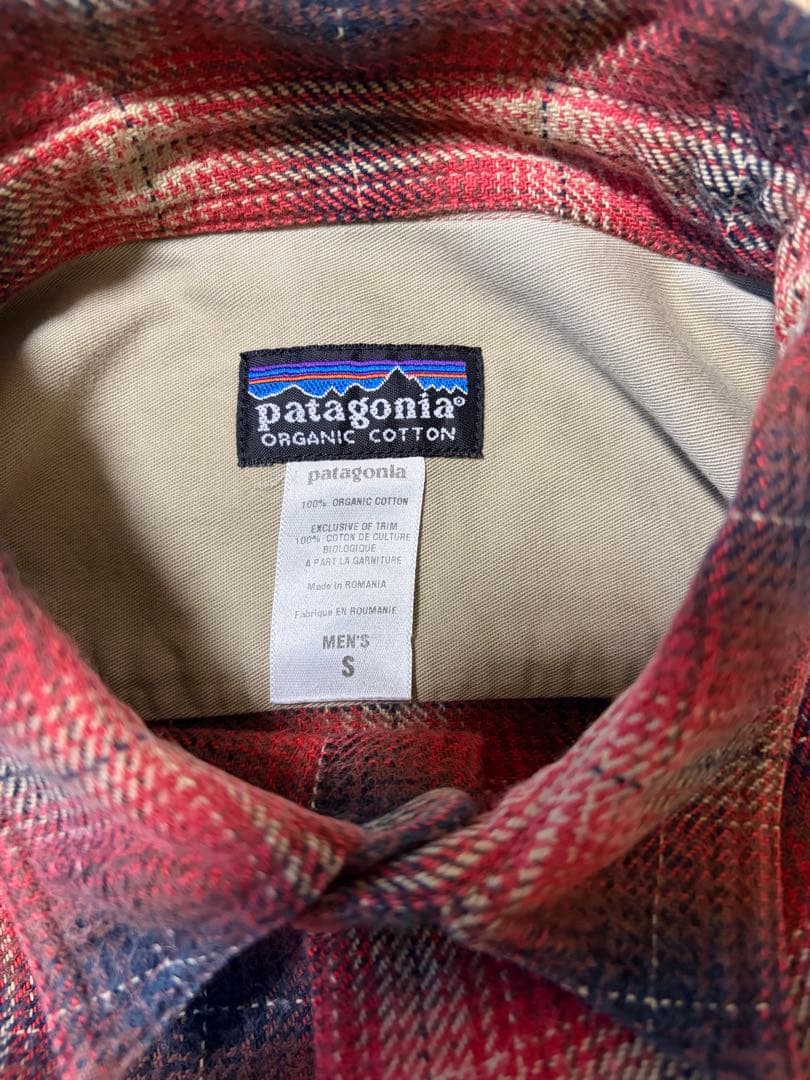 patagonia®
ORGANIC COTTON
patagonia
100% ORGANIC COTTON
EXCLUSIVE OF TRIM
100% COTON DE CULTURE
BIOLOGIQUE
A PART LA GARNITURE
Made in ROMANIA
Fabriqué EN ROUMANIE
MEN'S
S